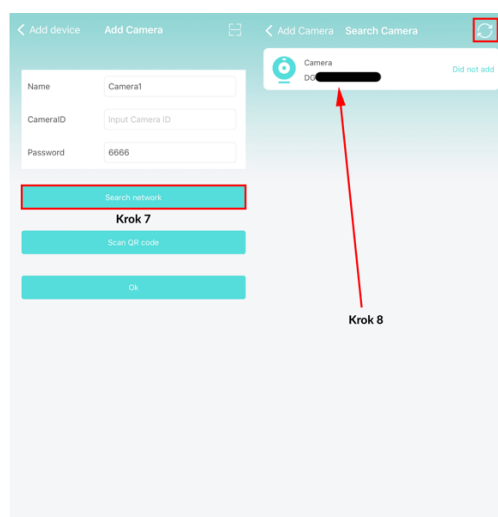 Add device Add Camera
Name Camera1
CameraID Input Camera ID
Password 6666
Search network
Krok 7
Scan QR code
Ok
Add Camera Search Camera
Camera
DG
Did not add
Krok 8